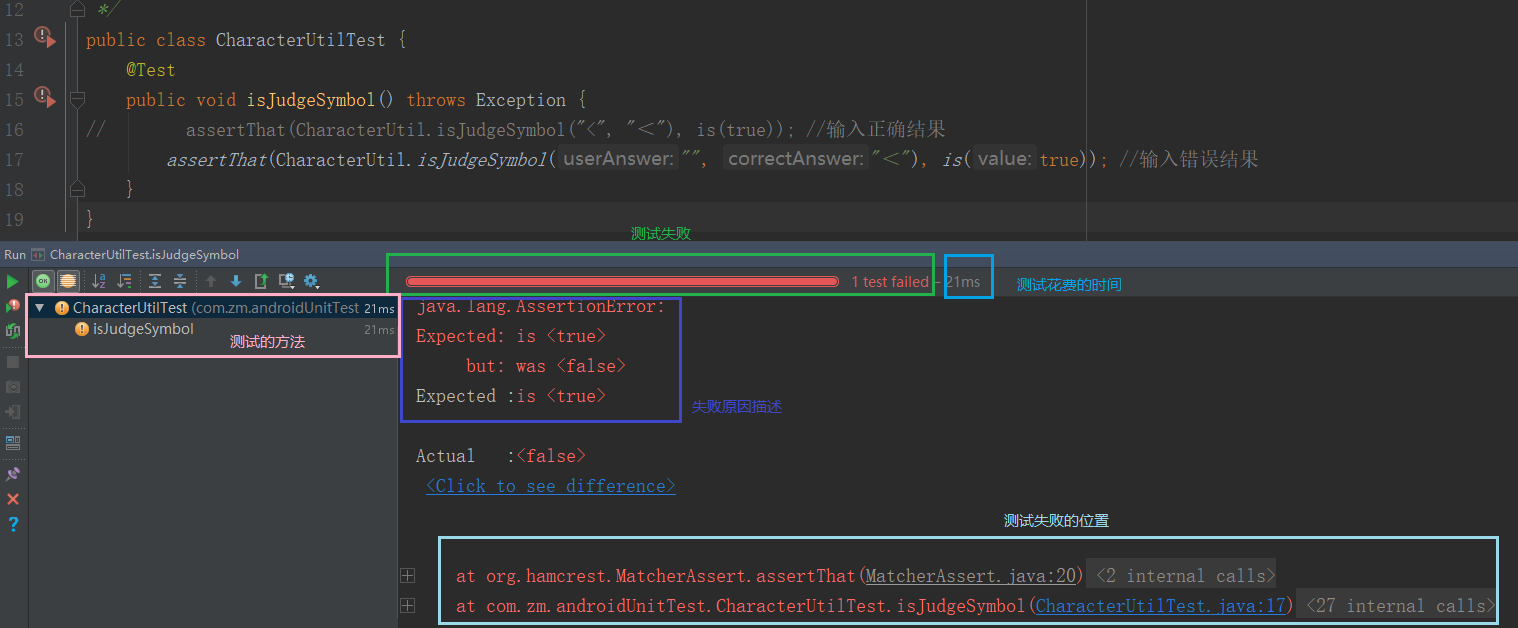 12 */
13 public class CharacterUtilTest {
14 @Test
15 public void isJudgeSymbol() throws Exception {
16 // assertThat(CharacterUtil.isJudgeSymbol("<", "＜"), is(true)); //输入正确结果
17 assertThat(CharacterUtil.isJudgeSymbol( userAnswer: "", correctAnswer: "＜"), is( value: true)); //输入错误结果
18 }
19 }
测试失败
Run CharacterUtilTest.isJudgeSymbol
1 test failed – 21ms 测试花费的时间
CharacterUtilTest (com.zm.androidUnitTest 21ms
isJudgeSymbol 21ms
测试的方法
java.lang.AssertionError:
Expected: is <true>
but: was <false>
Expected :is <true>
失败原因描述
Actual :<false>
<Click to see difference>
测试失败的位置
at org.hamcrest.MatcherAssert.assertThat(MatcherAssert.java:20) <2 internal calls>
at com.zm.androidUnitTest.CharacterUtilTest.isJudgeSymbol(CharacterUtilTest.java:17) <27 internal calls>